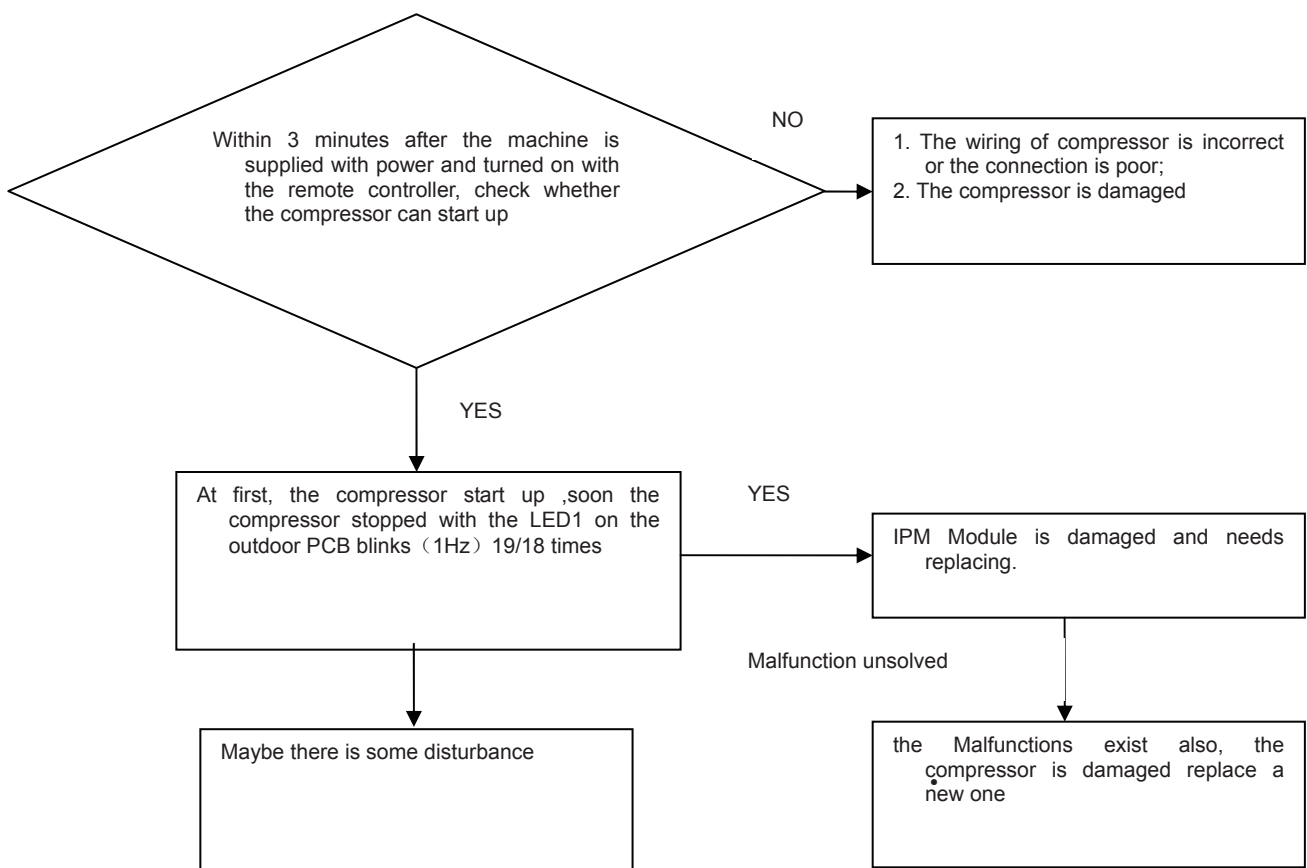 NO
Within 3 minutes after the machine is
supplied with power and turned on with
the remote controller, check whether
the compressor can start up
1. The wiring of compressor is incorrect
or the connection is poor;
2. The compressor is damaged
YES
At first, the compressor start up ,soon the
compressor stopped with the LED1 on the
outdoor PCB blinks（1Hz）19/18 times
YES
IPM Module is damaged and needs
replacing.
Malfunction unsolved
Maybe there is some disturbance
the Malfunctions exist also, the
compressor is damaged replace a
new one